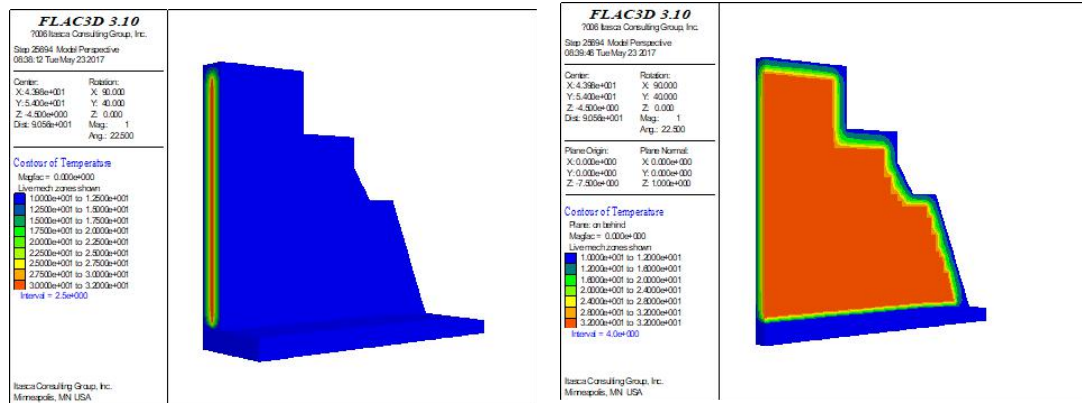 FLAC3D 3.10
?006 Itasca Consulting Group, Inc.
Step 25694 Model Perspective
08:38:12 Tue May 23 2017
Center: Rotation:
X: 4.398e+001 X: 90.000
Y: 5.400e+001 Y: 40.000
Z: -4.500e+000 Z: 0.000
Dist: 9.056e+001 Mag.: 1
Ang.: 22.500
Contour of Temperature
Magfac = 0.000e+000
Live mech zones shown
1.0000e+001 to 1.2500e+001
1.2500e+001 to 1.5000e+001
1.5000e+001 to 1.7500e+001
1.7500e+001 to 2.0000e+001
2.0000e+001 to 2.2500e+001
2.2500e+001 to 2.5000e+001
2.5000e+001 to 2.7500e+001
2.7500e+001 to 3.0000e+001
3.0000e+001 to 3.2000e+001
Interval = 2.5e+000
Itasca Consulting Group, Inc.
Minneapolis, MN USA
FLAC3D 3.10
?006 Itasca Consulting Group, Inc.
Step 25694 Model Perspective
08:39:46 Tue May 23 2017
Center: Rotation:
X: 4.398e+001 X: 90.000
Y: 5.400e+001 Y: 40.000
Z: -4.500e+000 Z: 0.000
Dist: 9.056e+001 Mag.: 1
Ang.: 22.500
Plane Origin: Plane Normal:
X: 0.000e+000 X: 0.000e+000
Y: 0.000e+000 Y: 0.000e+000
Z: -7.500e+000 Z: 1.000e+000
Contour of Temperature
Plane: on behind
Magfac = 0.000e+000
Live mech zones shown
1.0000e+001 to 1.2000e+001
1.2000e+001 to 1.6000e+001
1.6000e+001 to 2.0000e+001
2.0000e+001 to 2.4000e+001
2.4000e+001 to 2.8000e+001
2.8000e+001 to 3.2000e+001
3.2000e+001 to 3.2000e+001
Interval = 4.0e+000
Itasca Consulting Group, Inc.
Minneapolis, MN USA